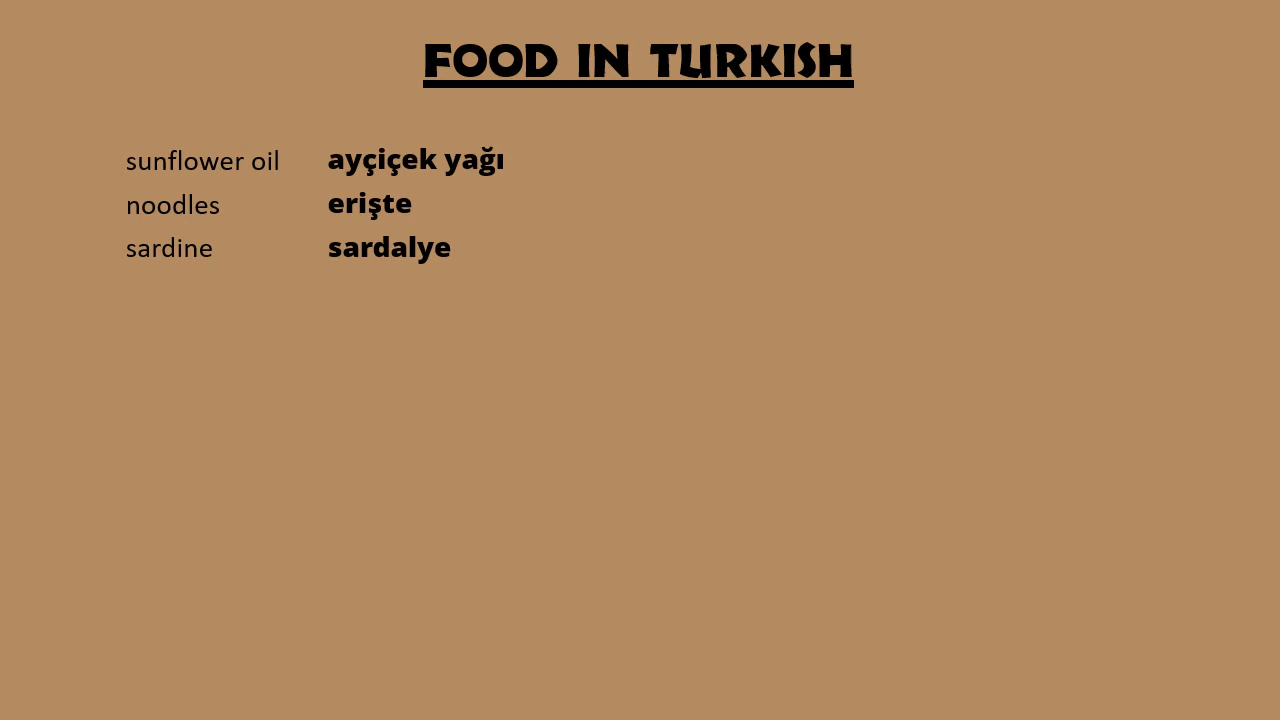 FOOD IN TURKISH
sunflower oil ayçiçek yağı
noodles erişte
sardine sardalye